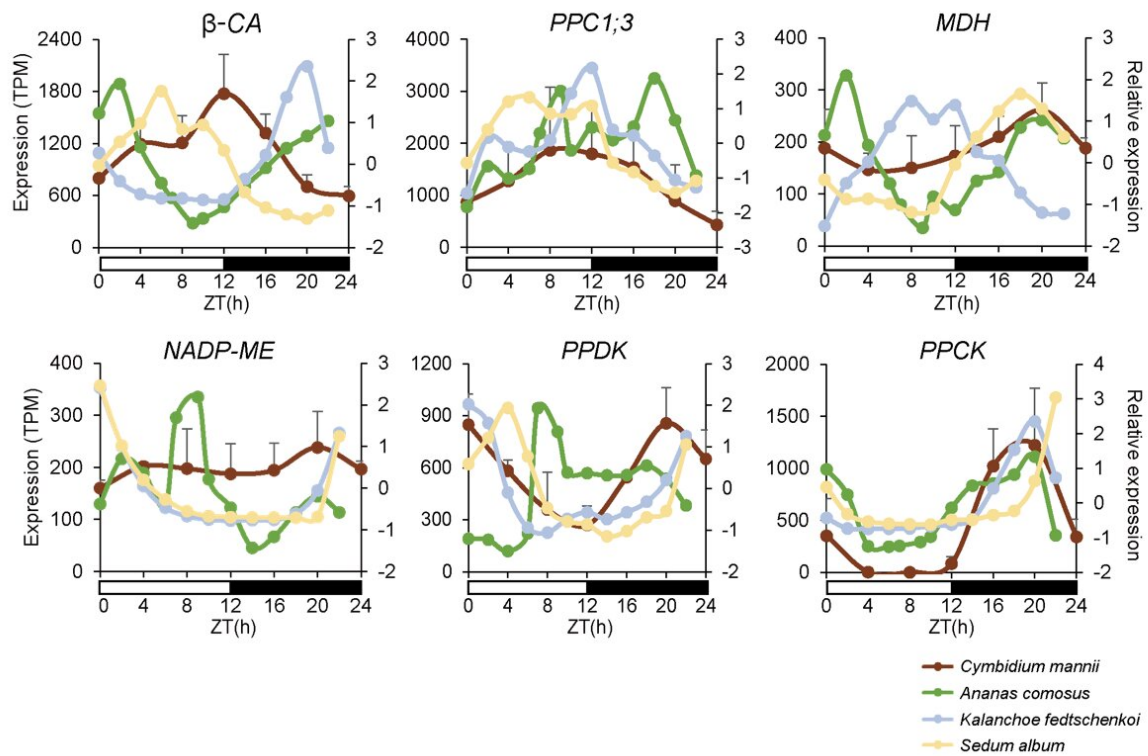 β-CA
PPC1;3
MDH
Expression (TPM)
2400
1800
1200
600
0
3
2
1
0
-1
-2
0 4 8 12 16 20 24
ZT(h)
4000
3000
2000
1000
0
3
2
1
0
-1
-2
-3
0 4 8 12 16 20 24
ZT(h)
400
300
200
100
0
3
2
1
0
-1
-2
Relative expression
0 4 8 12 16 20 24
ZT(h)
NADP-ME
PPDK
PPCK
Expression (TPM)
400
300
200
100
0
3
2
1
0
-1
-2
0 4 8 12 16 20 24
ZT(h)
1200
900
600
300
0
3
2
1
0
-1
-2
0 4 8 12 16 20 24
ZT(h)
2000
1500
1000
500
0
4
3
2
1
0
-1
-2
Relative expression
0 4 8 12 16 20 24
ZT(h)
Cymbidium mannii
Ananas comosus
Kalanchoe fedtschenkoi
Sedum album